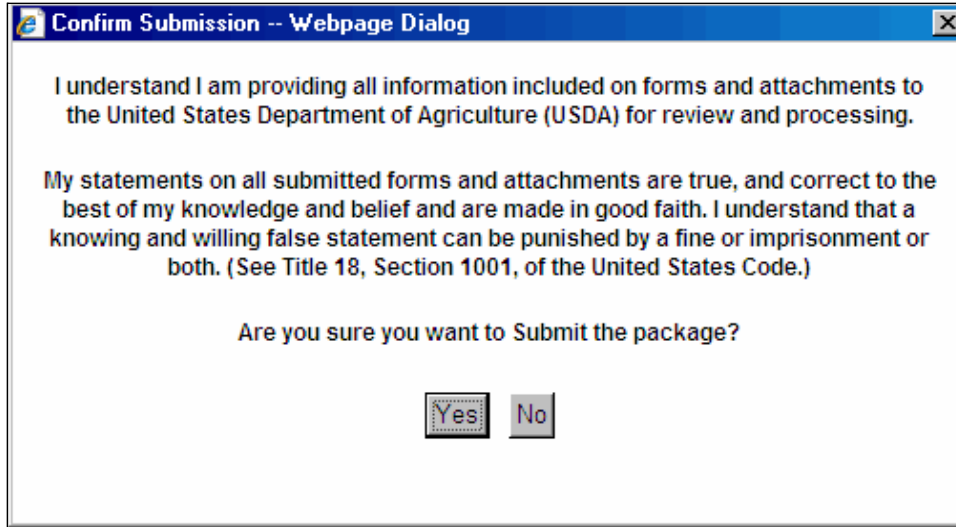 Confirm Submission -- Webpage Dialog
I understand I am providing all information included on forms and attachments to
the United States Department of Agriculture (USDA) for review and processing.
My statements on all submitted forms and attachments are true, and correct to the
best of my knowledge and belief and are made in good faith. I understand that a
knowing and willing false statement can be punished by a fine or imprisonment or
both. (See Title 18, Section 1001, of the United States Code.)
Are you sure you want to Submit the package?
Yes No